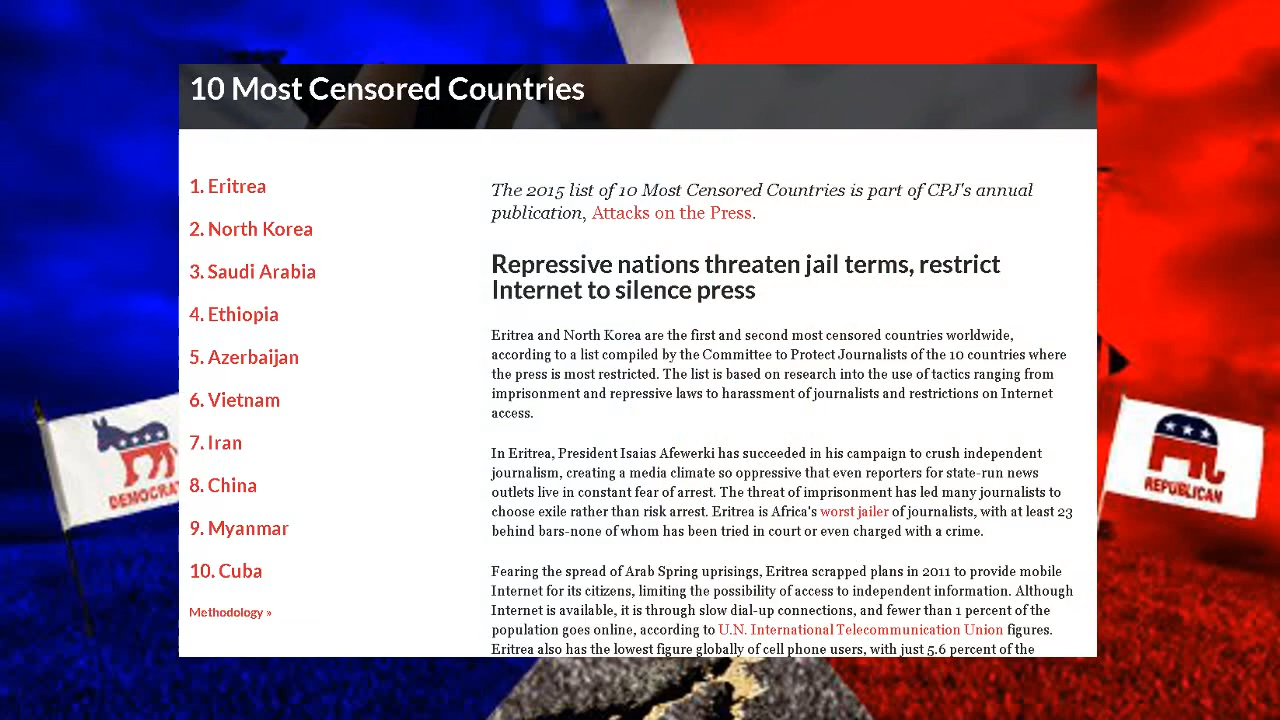 10 Most Censored Countries
1. Eritrea
2. North Korea
3. Saudi Arabia
4. Ethiopia
5. Azerbaijan
6. Vietnam
7. Iran
8. China
9. Myanmar
10. Cuba
Methodology »
The 2015 list of 10 Most Censored Countries is part of CPJ's annual
publication, Attacks on the Press.
Repressive nations threaten jail terms, restrict
Internet to silence press
Eritrea and North Korea are the first and second most censored countries worldwide,
according to a list compiled by the Committee to Protect Journalists of the 10 countries where
the press is most restricted. The list is based on research into the use of tactics ranging from
imprisonment and repressive laws to harassment of journalists and restrictions on Internet
access.
In Eritrea, President Isaias Afewerki has succeeded in his campaign to crush independent
journalism, creating a media climate so oppressive that even reporters for state-run news
outlets live in constant fear of arrest. The threat of imprisonment has led many journalists to
choose exile rather than risk arrest. Eritrea is Africa's worst jailer of journalists, with at least 23
behind bars-none of whom has been tried in court or even charged with a crime.
Fearing the spread of Arab Spring uprisings, Eritrea scrapped plans in 2011 to provide mobile
Internet for its citizens, limiting the possibility of access to independent information. Although
Internet is available, it is through slow dial-up connections, and fewer than 1 percent of the
population goes online, according to U.N. International Telecommunication Union figures.
Eritrea also has the lowest figure globally of cell phone users, with just 5.6 percent of the
DEMOCRAT
REPUBLICAN